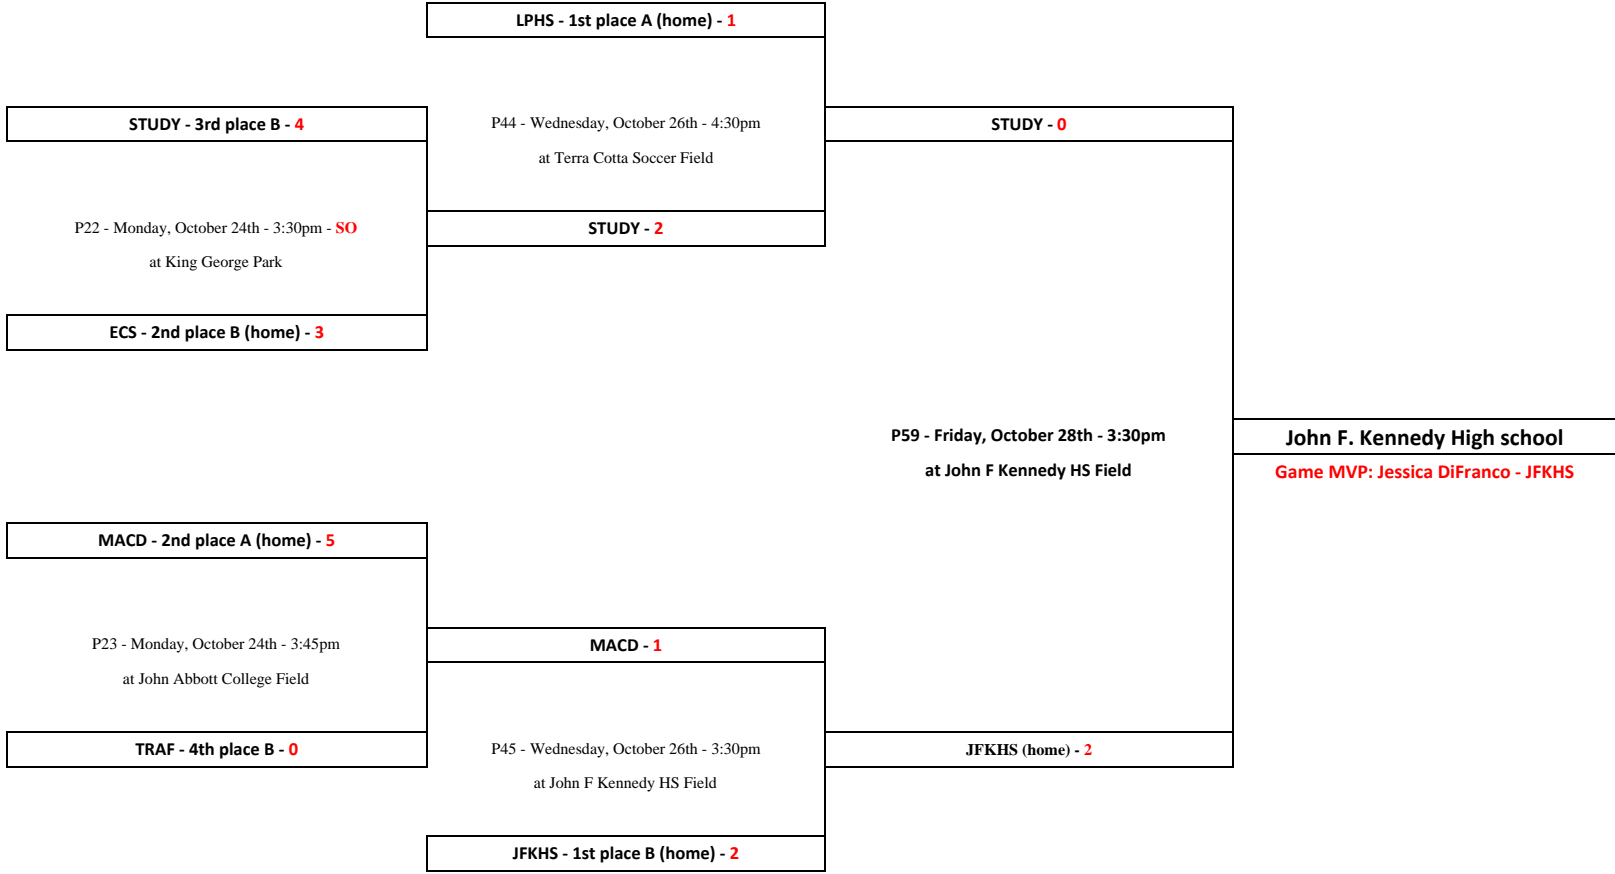 LPHS - 1st place A (home) - 1
STUDY - 3rd place B - 4
P44 - Wednesday, October 26th - 4:30pm
at Terra Cotta Soccer Field
STUDY - 0
P22 - Monday, October 24th - 3:30pm - SO
at King George Park
STUDY - 2
ECS - 2nd place B (home) - 3
P59 - Friday, October 28th - 3:30pm
at John F Kennedy HS Field
John F. Kennedy High school
Game MVP: Jessica DiFranco - JFKHS
MACD - 2nd place A (home) - 5
P23 - Monday, October 24th - 3:45pm
at John Abbott College Field
MACD - 1
TRAF - 4th place B - 0
P45 - Wednesday, October 26th - 3:30pm
at John F Kennedy HS Field
JFKHS (home) - 2
JFKHS - 1st place B (home) - 2